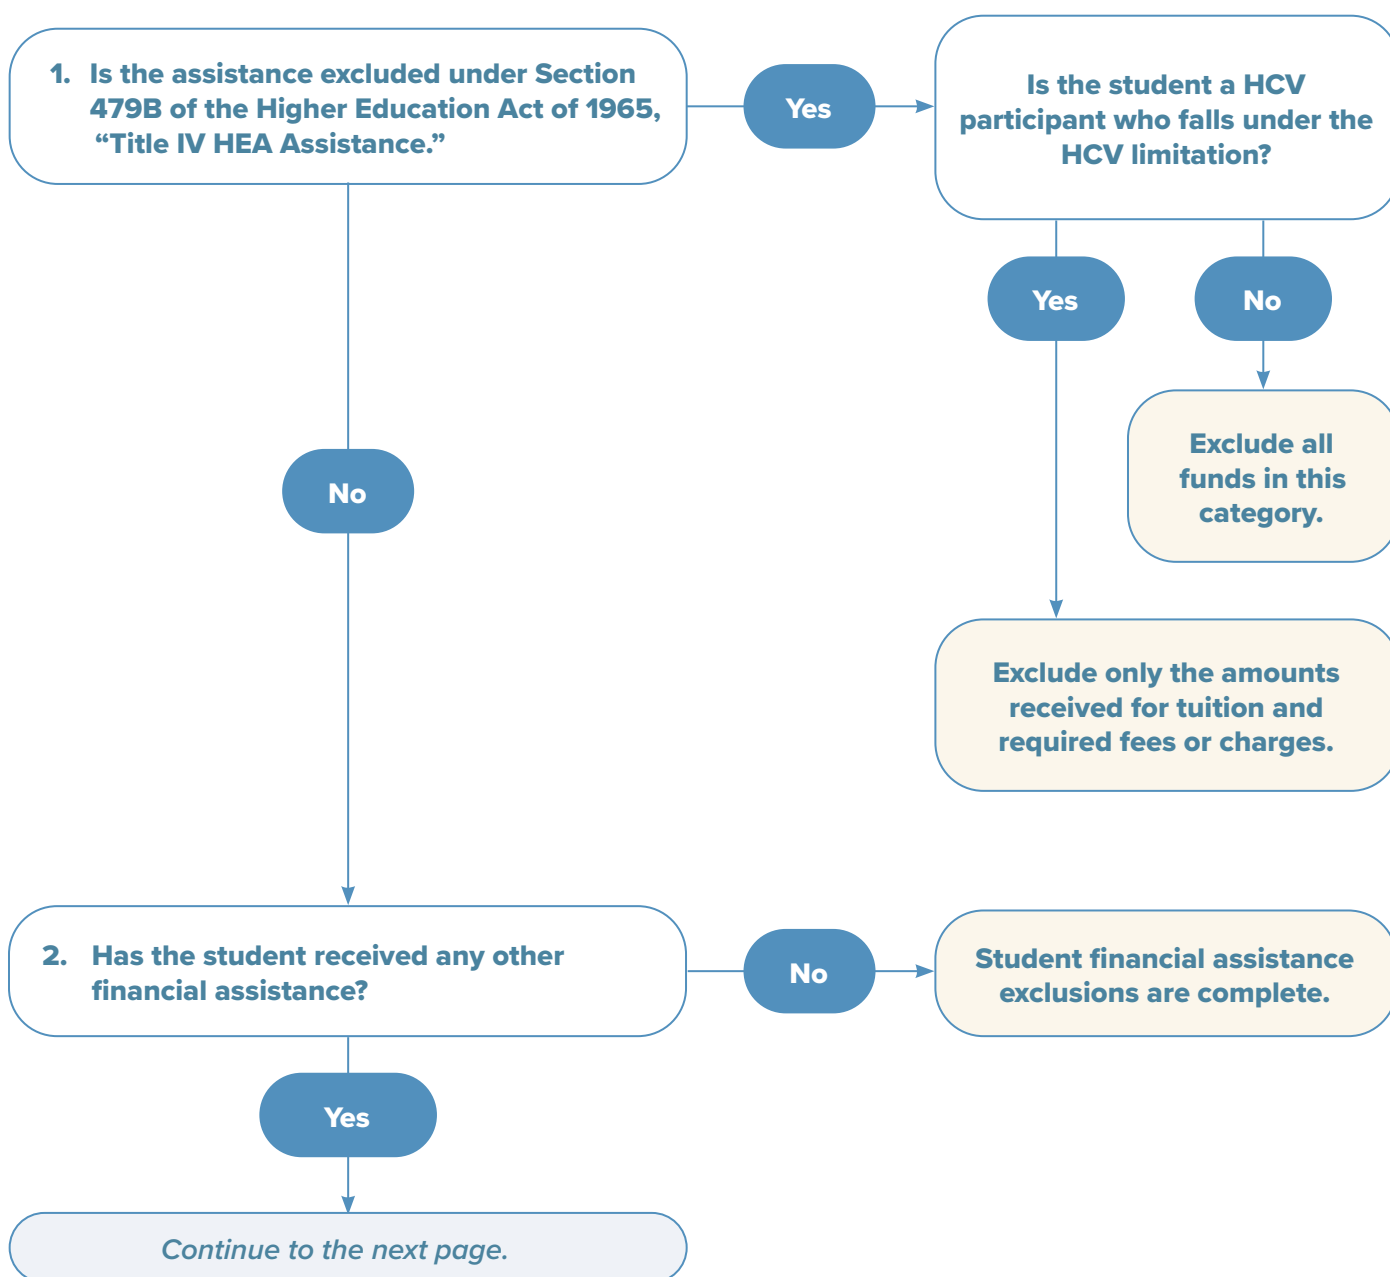 1. Is the assistance excluded under Section
479B of the Higher Education Act of 1965,
“Title IV HEA Assistance.”
Yes
Is the student a HCV
participant who falls under the
HCV limitation?
Yes
No
Exclude all
funds in this
category.
No
Exclude only the amounts
received for tuition and
required fees or charges.
2. Has the student received any other
financial assistance?
No
Student financial assistance
exclusions are complete.
Yes
Continue to the next page.